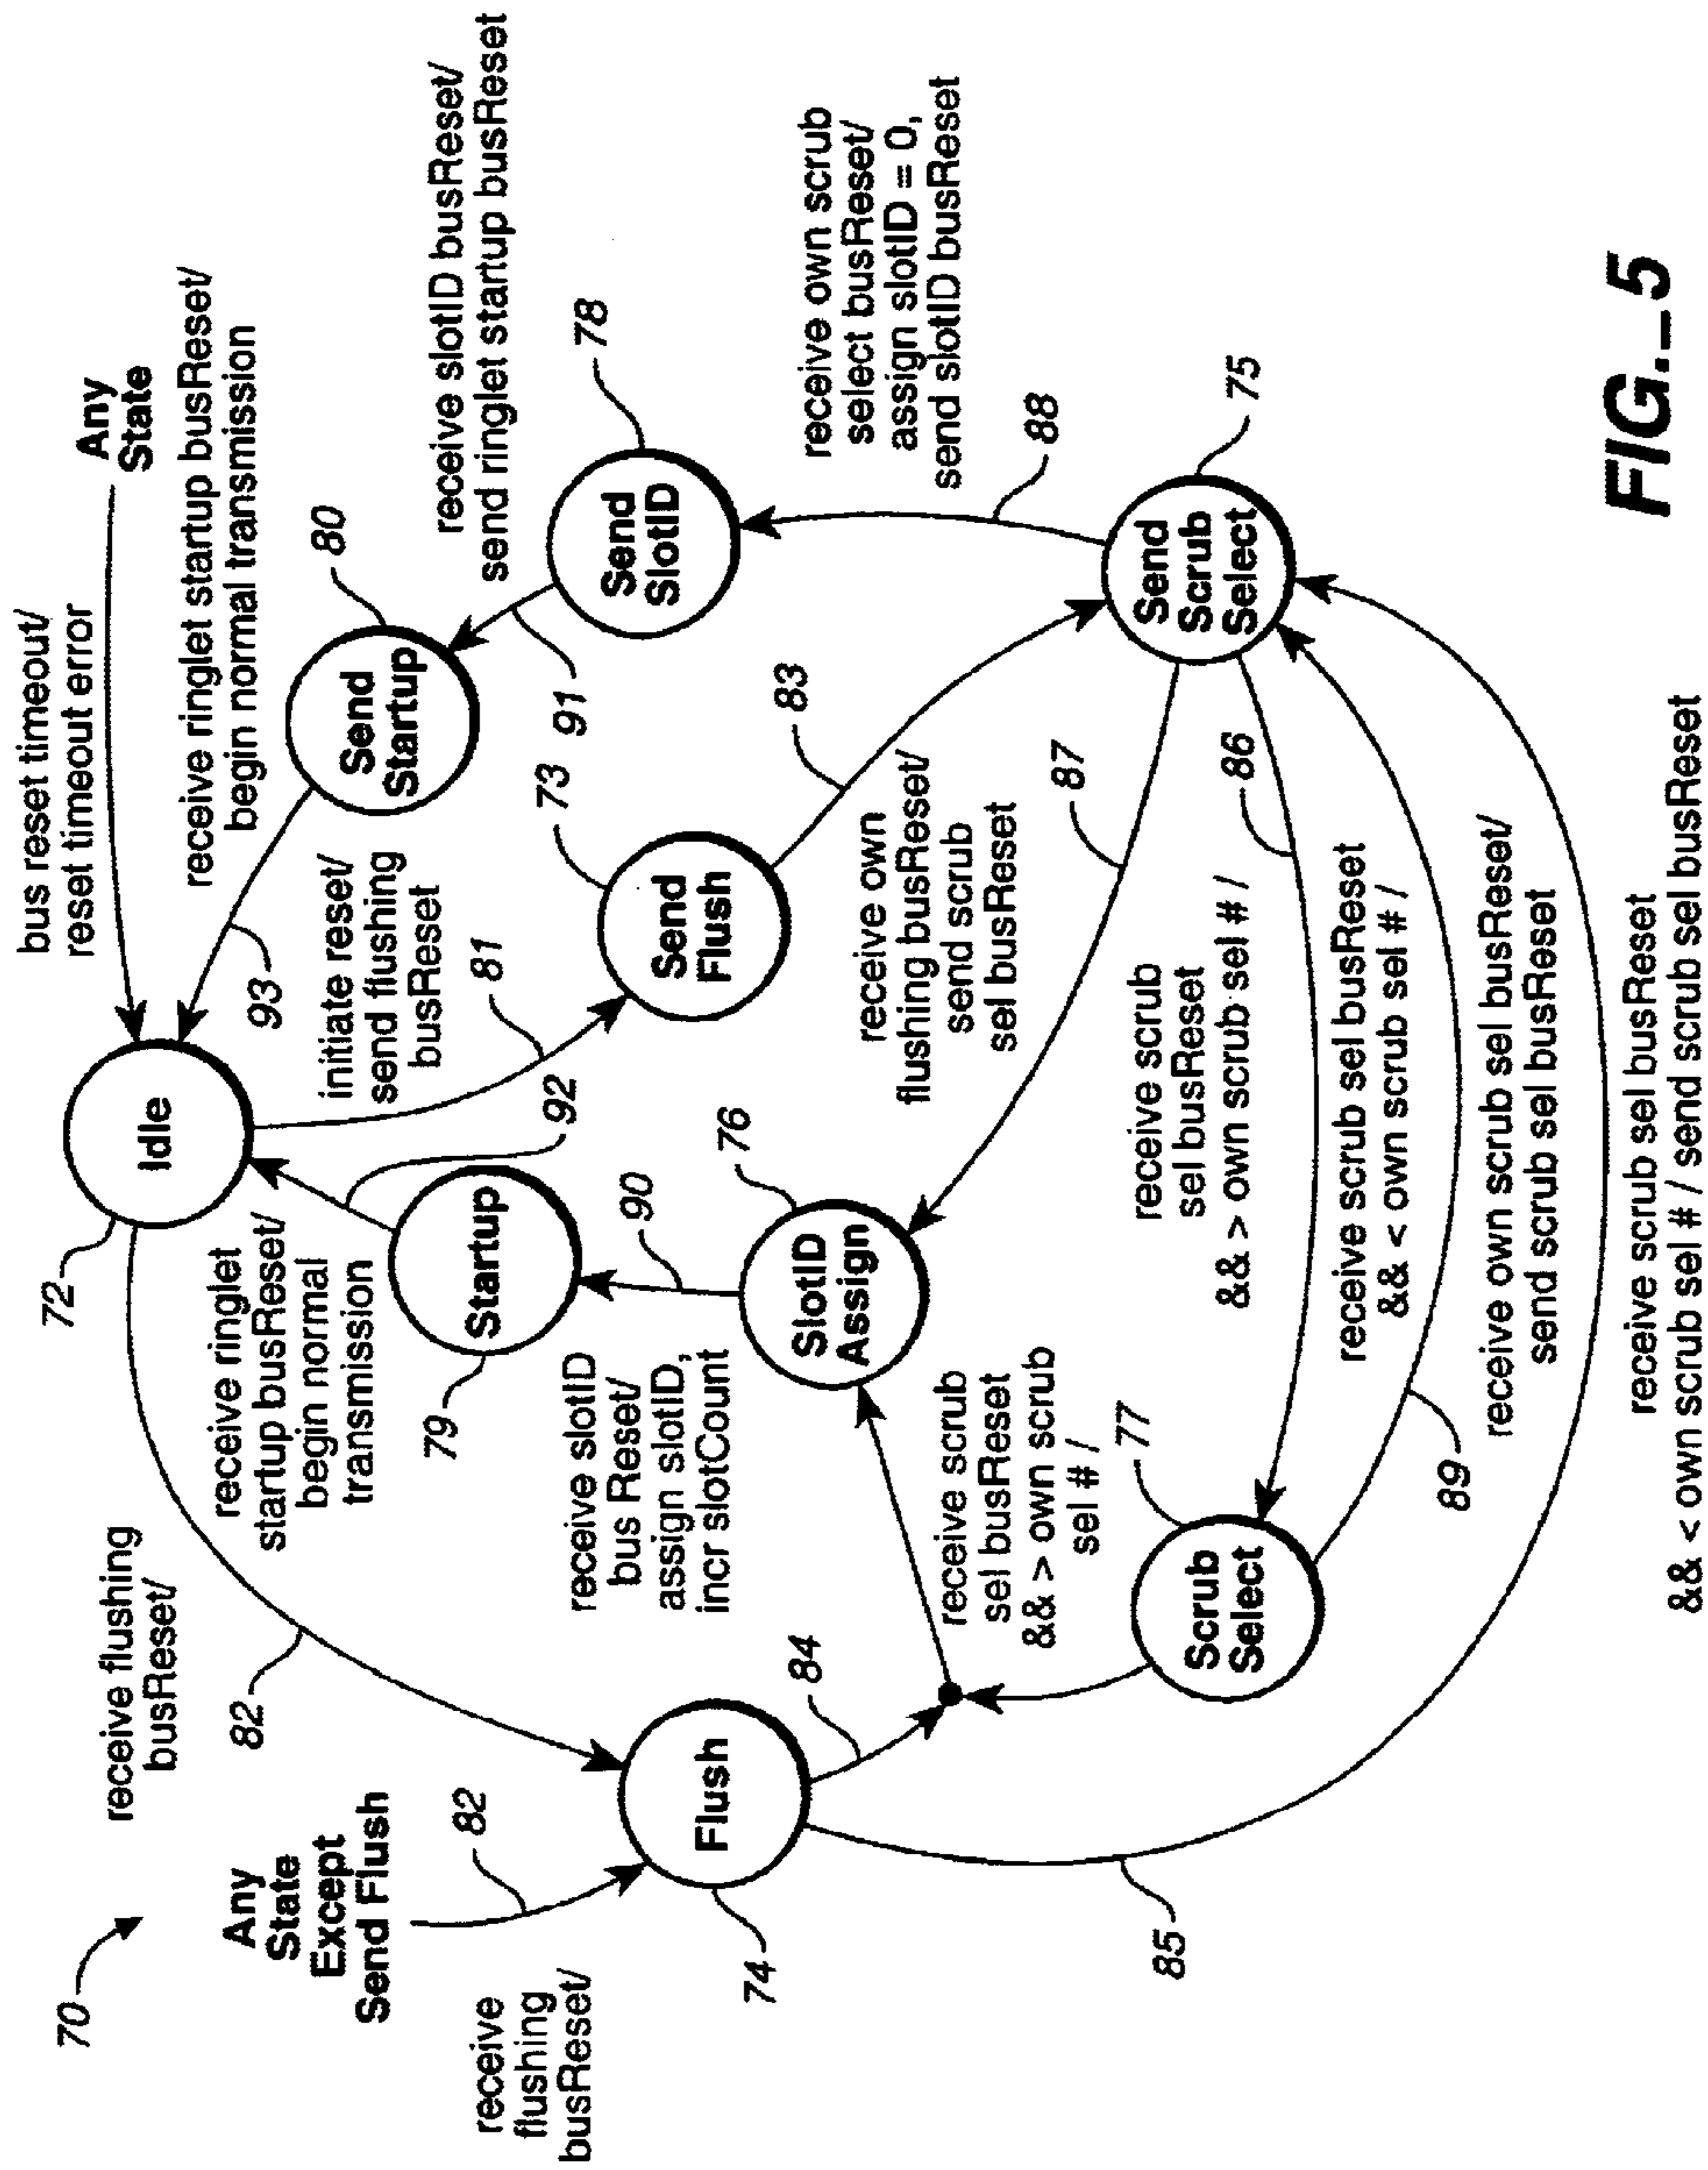 70
Any
State
Except
Send Flush
receive
flushing
busReset/
82
receive flushing
busReset/
82
72
Idle
bus reset timeout/
reset timeout error
Any
State
receive ringlet startup busReset/
begin normal transmission
93
initiate reset/
send flushing
busReset
81
92
receive ringlet
startup busReset/
begin normal
transmission
Startup
79
Send
Startup
80
91
receive slotID busReset/
send ringlet startup busReset
Send
SlotID
78
Send
Flush
73
83
receive own
flushing busReset/
send scrub
sel busReset
receive own scrub
select busReset/
assign slotID = 0,
send slotID busReset
88
Send
Scrub
Select
75
87
86
receive scrub
sel busReset
&& > own scrub sel # /
SlotID
Assign
76
90
receive slotID
bus Reset/
assign slotID,
incr slotCount
Flush
74
84
receive scrub
sel busReset
&& > own scrub
sel # /
Scrub
Select
77
receive scrub sel busReset
&& < own scrub sel # /
89
receive own scrub sel busReset/
send scrub sel busReset
85
receive scrub sel busReset
&& < own scrub sel # / send scrub sel busReset
FIG._5